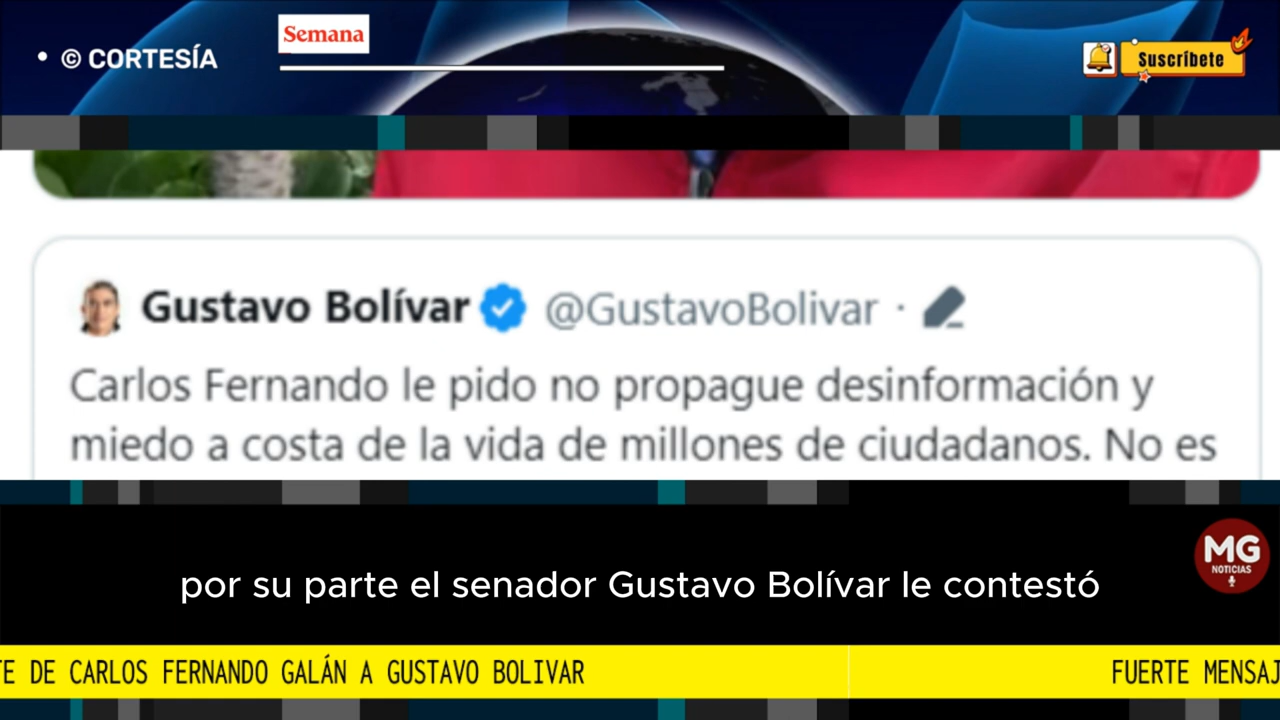 • © CORTESÍA
Semana
Suscríbete
Gustavo Bolívar @GustavoBolivar ·
Carlos Fernando le pido no propague desinformación y
miedo a costa de la vida de millones de ciudadanos. No es
MG
NOTICIAS
por su parte el senador Gustavo Bolívar le contestó
TE DE CARLOS FERNANDO GALÁN A GUSTAVO BOLIVAR FUERTE MENSAJ